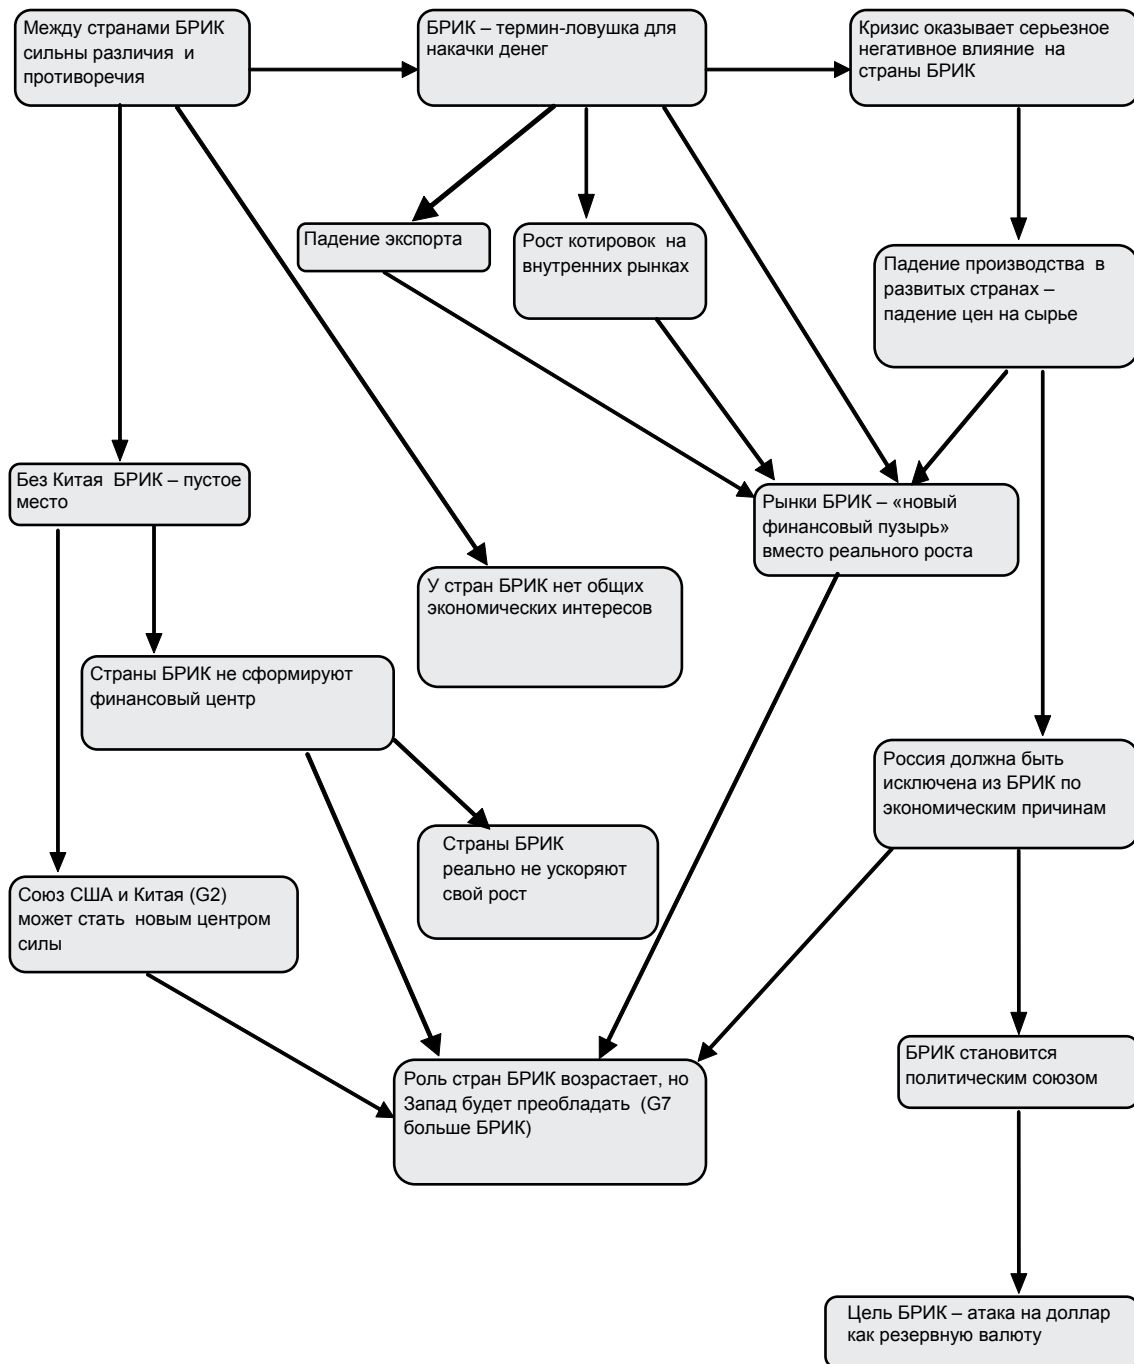 Между странами БРИК
сильны различия и
противоречия
БРИК – термин-ловушка для
накачки денег
Кризис оказывает серьезное
негативное влияние на
страны БРИК
Падение экспорта
Рост котировок на
внутренних рынках
Падение производства в
развитых странах –
падение цен на сырье
Без Китая БРИК – пустое
место
Рынки БРИК – «новый
финансовый пузырь»
вместо реального роста
У стран БРИК нет общих
экономических интересов
Страны БРИК не сформируют
финансовый центр
Россия должна быть
исключена из БРИК по
экономическим причинам
Страны БРИК
реально не ускоряют
свой рост
Союз США и Китая (G2)
может стать новым центром
силы
БРИК становится
политическим союзом
Роль стран БРИК возрастает, но
Запад будет преобладать (G7
больше БРИК)
Цель БРИК – атака на доллар
как резервную валюту